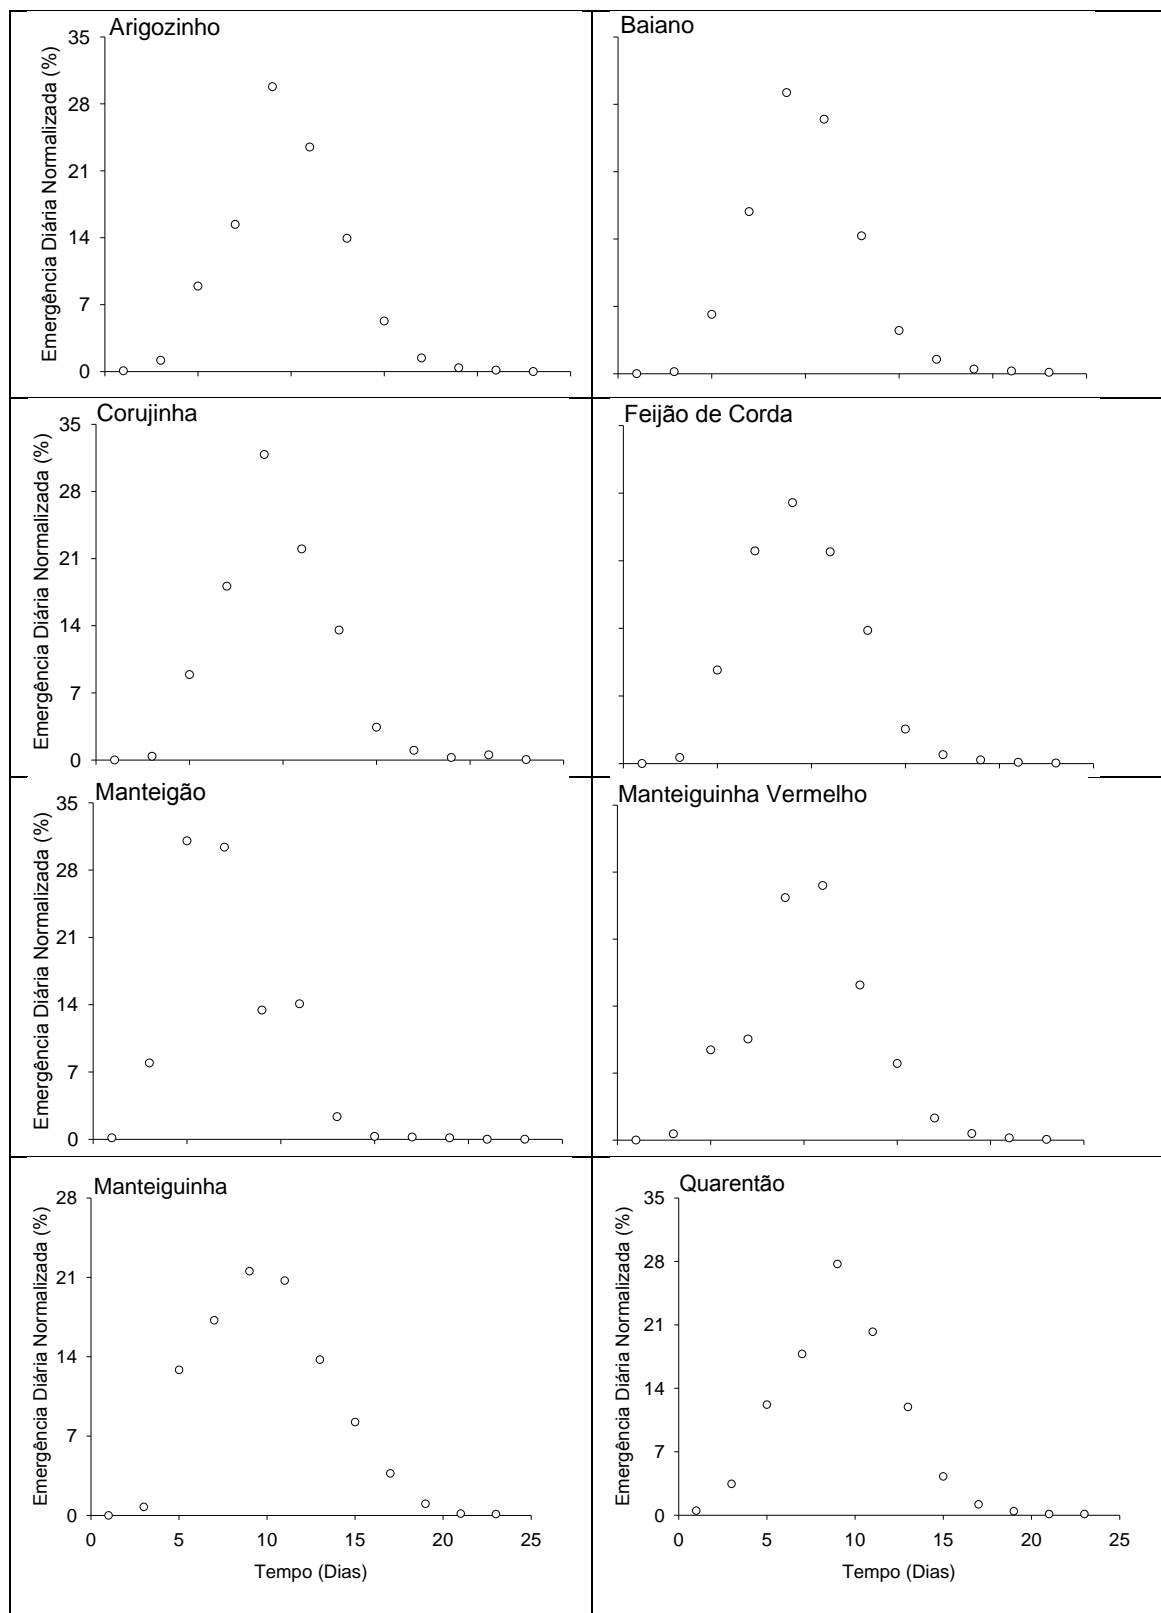 Arigozinho
Emergência Diária Normalizada (%)
35
28
21
14
7
0
Baiano
Corujinha
Emergência Diária Normalizada (%)
35
28
21
14
7
0
Feijão de Corda
Manteigão
Emergência Diária Normalizada (%)
35
28
21
14
7
0
Manteiguinha Vermelho
Manteiguinha
Emergência Diária Normalizada (%)
28
21
14
7
0
0 5 10 15 20 25
Tempo (Dias)
Quarentão
Emergência Diária Normalizada (%)
35
28
21
14
7
0
0 5 10 15 20 25
Tempo (Dias)